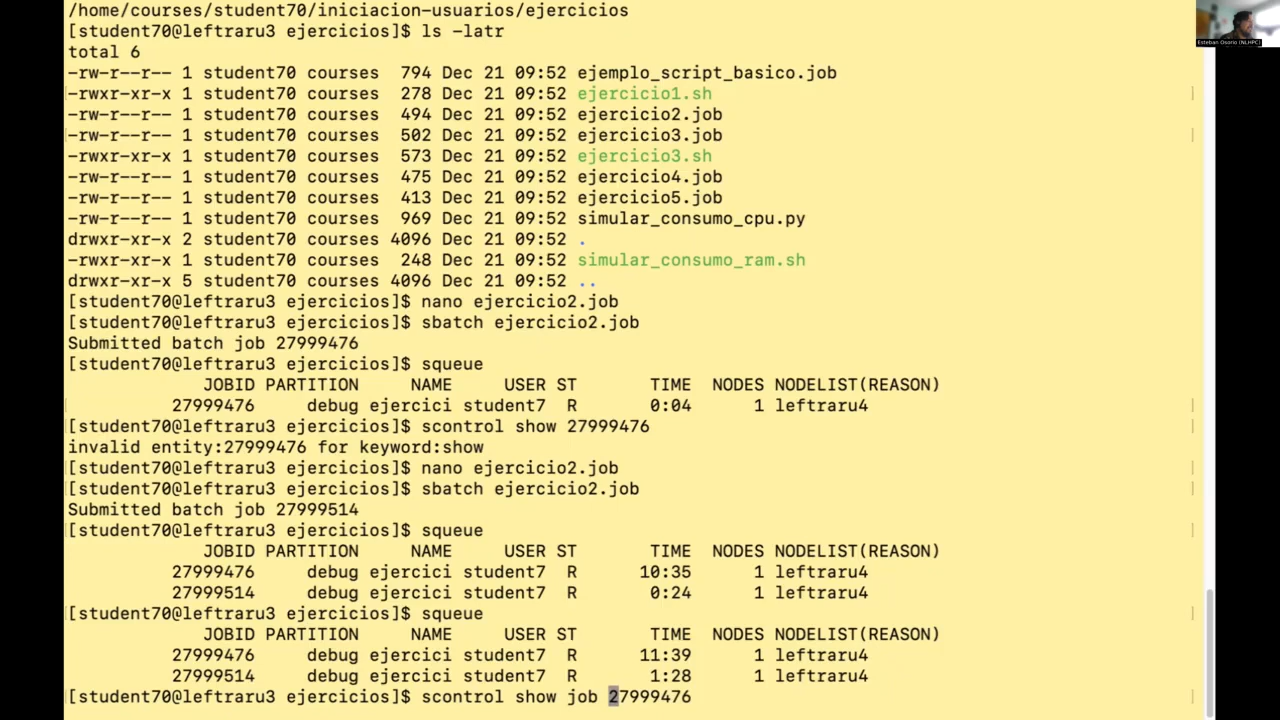 /home/courses/student70/iniciacion-usuarios/ejercicios
[student70@leftraru3 ejercicios]$ ls -latr
total 6
-rw-r--r-- 1 student70 courses  794 Dec 21 09:52 ejemplo_script_basico.job
-rwxr-xr-x 1 student70 courses  278 Dec 21 09:52 ejercicio1.sh
-rw-r--r-- 1 student70 courses  494 Dec 21 09:52 ejercicio2.job
-rw-r--r-- 1 student70 courses  502 Dec 21 09:52 ejercicio3.job
-rwxr-xr-x 1 student70 courses  573 Dec 21 09:52 ejercicio3.sh
-rw-r--r-- 1 student70 courses  475 Dec 21 09:52 ejercicio4.job
-rw-r--r-- 1 student70 courses  413 Dec 21 09:52 ejercicio5.job
-rw-r--r-- 1 student70 courses  969 Dec 21 09:52 simular_consumo_cpu.py
drwxr-xr-x 2 student70 courses 4096 Dec 21 09:52 .
-rwxr-xr-x 1 student70 courses  248 Dec 21 09:52 simular_consumo_ram.sh
drwxr-xr-x 5 student70 courses 4096 Dec 21 09:52 ..
[student70@leftraru3 ejercicios]$ nano ejercicio2.job
[student70@leftraru3 ejercicios]$ sbatch ejercicio2.job
Submitted batch job 27999476
[student70@leftraru3 ejercicios]$ squeue
JOBID PARTITION     NAME     USER ST       TIME  NODES NODELIST(REASON)
27999476     debug ejercici student7  R       0:04      1 leftraru4
[student70@leftraru3 ejercicios]$ scontrol show 27999476
invalid entity:27999476 for keyword:show
[student70@leftraru3 ejercicios]$ nano ejercicio2.job
[student70@leftraru3 ejercicios]$ sbatch ejercicio2.job
Submitted batch job 27999514
[student70@leftraru3 ejercicios]$ squeue
JOBID PARTITION     NAME     USER ST       TIME  NODES NODELIST(REASON)
27999476     debug ejercici student7  R      10:35      1 leftraru4
27999514     debug ejercici student7  R       0:24      1 leftraru4
[student70@leftraru3 ejercicios]$ squeue
JOBID PARTITION     NAME     USER ST       TIME  NODES NODELIST(REASON)
27999476     debug ejercici student7  R      11:39      1 leftraru4
27999514     debug ejercici student7  R       1:28      1 leftraru4
[student70@leftraru3 ejercicios]$ scontrol show job 27999476
Esteban Osorio (NLHPC)